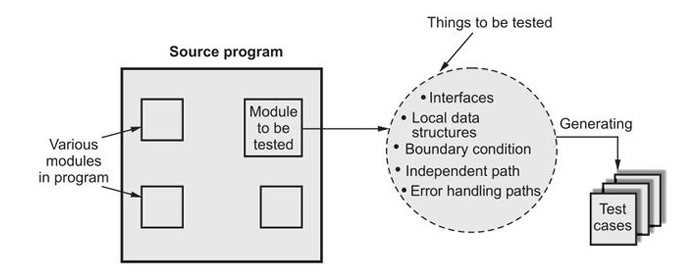 Things to be tested
Source program
Module
to be
tested
Various
modules
in program
• Interfaces
• Local data
structures
• Boundary condition
• Independent path
• Error handling paths
Generating
Test
cases